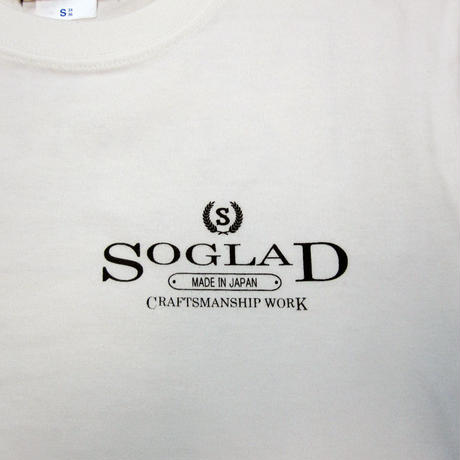 S
S
SOGLAD
MADE IN JAPAN
CRAFTSMANSHIP WORK